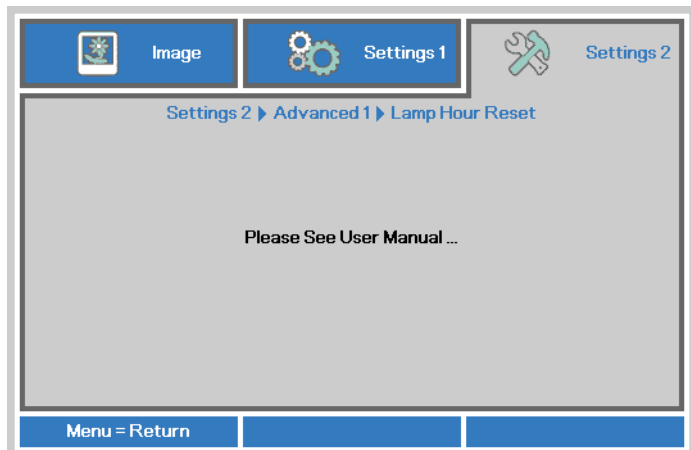 Image
Settings 1
Settings 2
Settings 2 ▶ Advanced 1 ▶ Lamp Hour Reset
Please See User Manual ...
Menu = Return